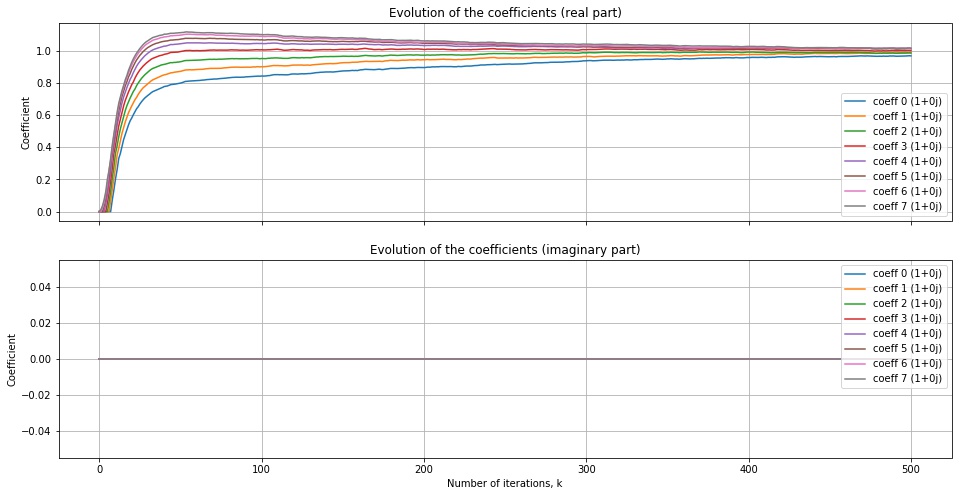 Evolution of the coefficients (real part)
Coefficient
1.0
0.8
0.6
0.4
0.2
0.0
coeff 0 (1+0j)
coeff 1 (1+0j)
coeff 2 (1+0j)
coeff 3 (1+0j)
coeff 4 (1+0j)
coeff 5 (1+0j)
coeff 6 (1+0j)
coeff 7 (1+0j)
Evolution of the coefficients (imaginary part)
Coefficient
0.04
0.02
0.00
−0.02
−0.04
coeff 0 (1+0j)
coeff 1 (1+0j)
coeff 2 (1+0j)
coeff 3 (1+0j)
coeff 4 (1+0j)
coeff 5 (1+0j)
coeff 6 (1+0j)
coeff 7 (1+0j)
0 100 200 300 400 500
Number of iterations, k